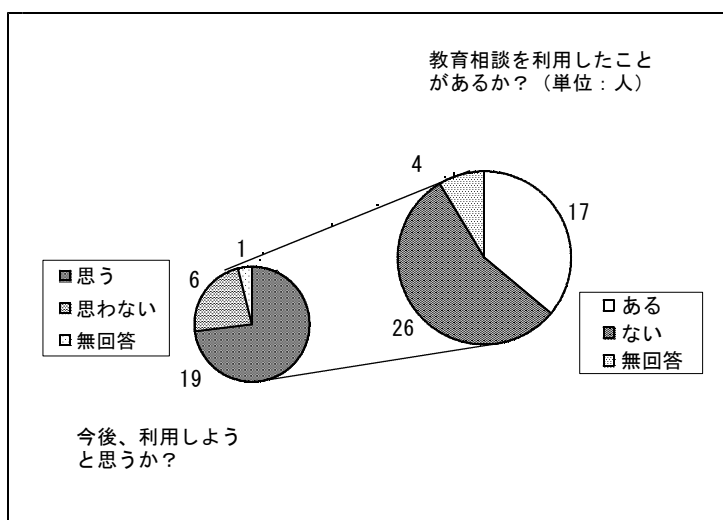 教育相談を利用したこと
があるか？（単位：人）
4
17
26
ある
ない
無回答
1
6
19
思う
思わない
無回答
今後、利用しよう
と思うか？